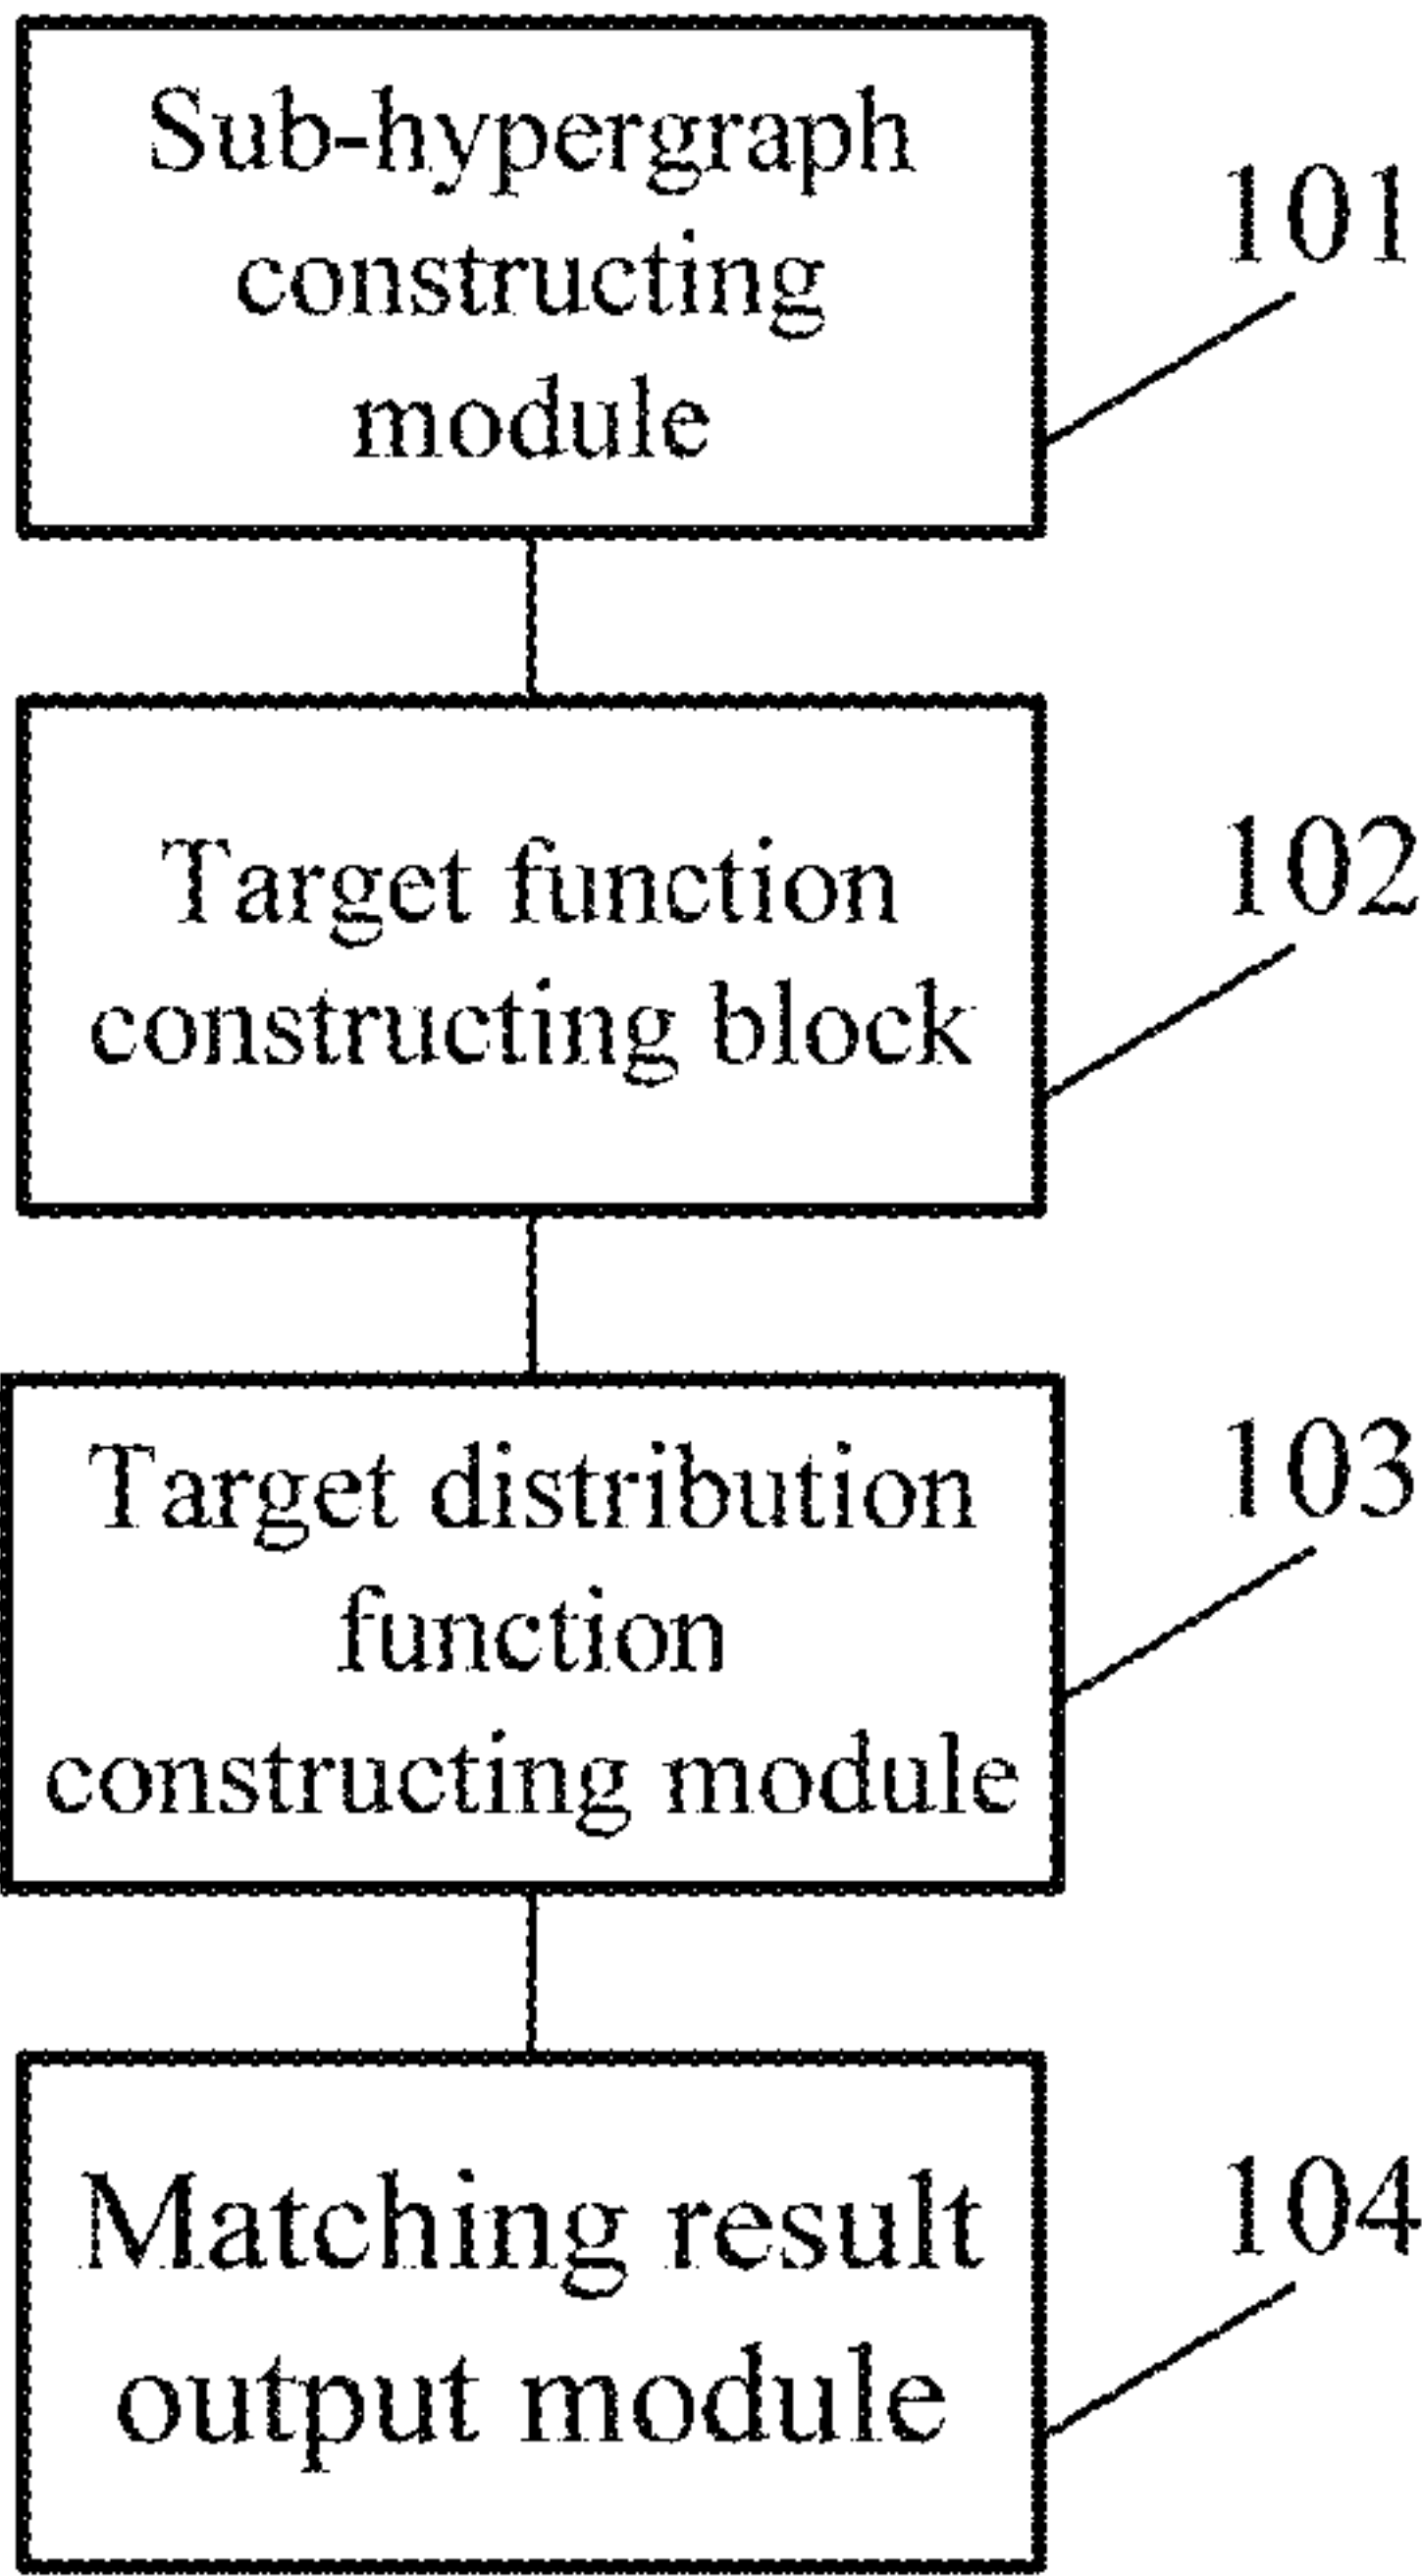 Sub-hypergraph
constructing
module
101
Target function
constructing block
102
Target distribution
function
constructing module
103
Matching result
output module
104